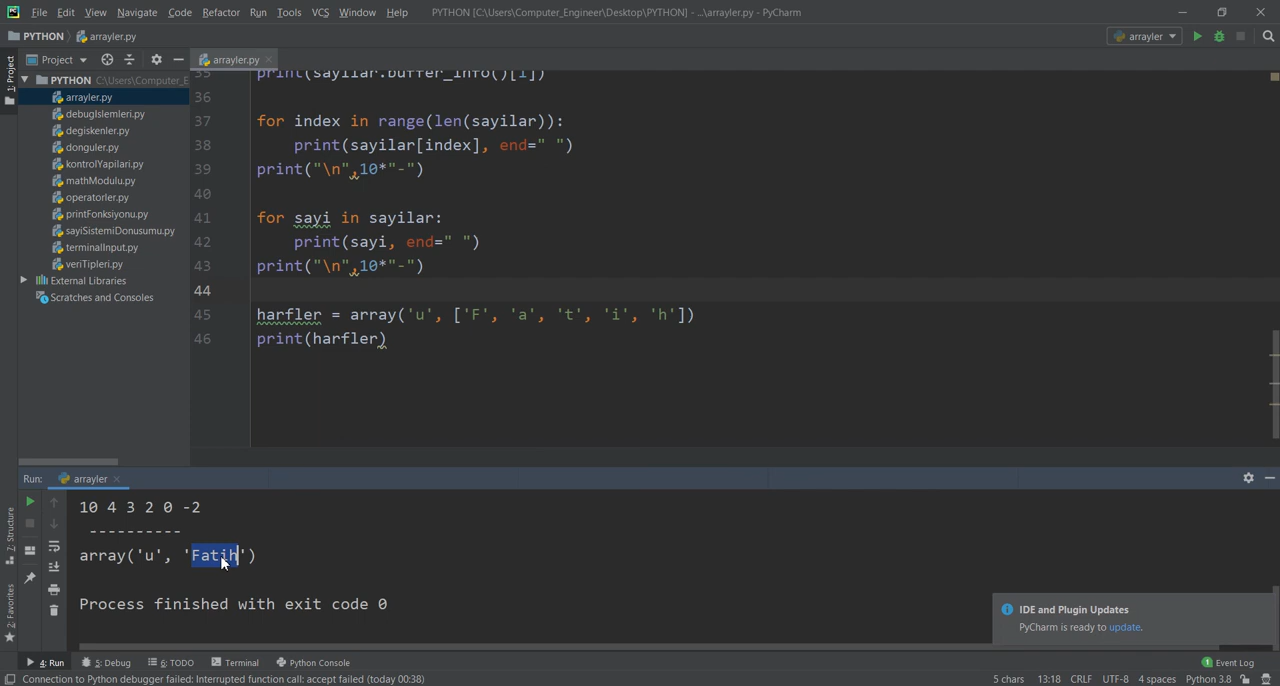 File Edit View Navigate Code Refactor Run Tools VCS Window Help PYTHON [C:\Users\Computer_Engineer\Desktop\PYTHON] - ...\arrayler.py - PyCharm
PYTHON arrayler.py arrayler
1: Project
Project
arrayler.py
PYTHON C:\Users\Computer_E
arrayler.py
debugIslemleri.py
degiskenler.py
donguler.py
kontrolYapilari.py
mathModulu.py
operatorler.py
printFonksiyonu.py
sayiSistemiDonusumu.py
terminalInput.py
veriTipleri.py
External Libraries
Scratches and Consoles
35 print(sayilar.buffer_info()[1])
36
37 for index in range(len(sayilar)):
38 print(sayilar[index], end=" ")
39 print("\n",10*"-")
40
41 for sayi in sayilar:
42 print(sayi, end=" ")
43 print("\n",10*"-")
44
45 harfler = array('u', ['F', 'a', 't', 'i', 'h'])
46 print(harfler)
Run: arrayler
10 4 3 2 0 -2
----------
array('u', 'Fatih')
Process finished with exit code 0
7: Structure
2: Favorites
IDE and Plugin Updates
PyCharm is ready to update.
4: Run 5: Debug 6: TODO Terminal Python Console 1 Event Log
Connection to Python debugger failed: Interrupted function call: accept failed (today 00:38) 5 chars 13:18 CRLF UTF-8 4 spaces Python 3.8